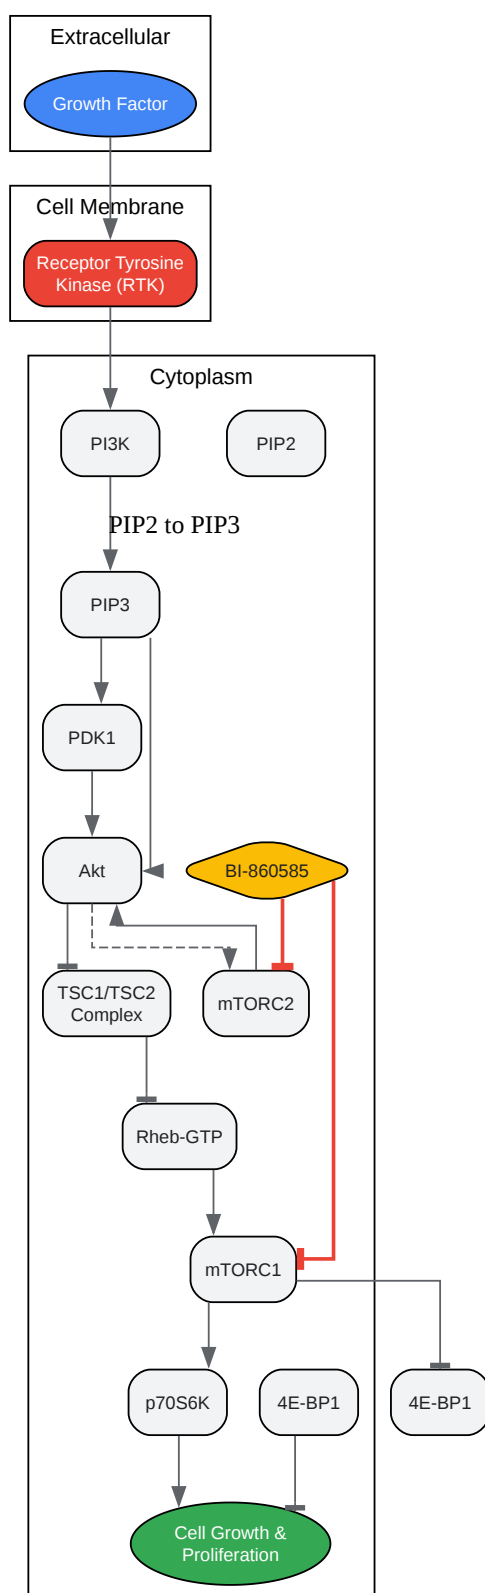 Extracellular
Growth Factor
Cell Membrane
Receptor Tyrosine
Kinase (RTK)
Cytoplasm
PI3K
PIP2
PIP2 to PIP3
PIP3
PDK1
Akt
BI-860585
TSC1/TSC2
Complex
mTORC2
Rheb-GTP
mTORC1
p70S6K
4E-BP1
4E-BP1
Cell Growth &
Proliferation